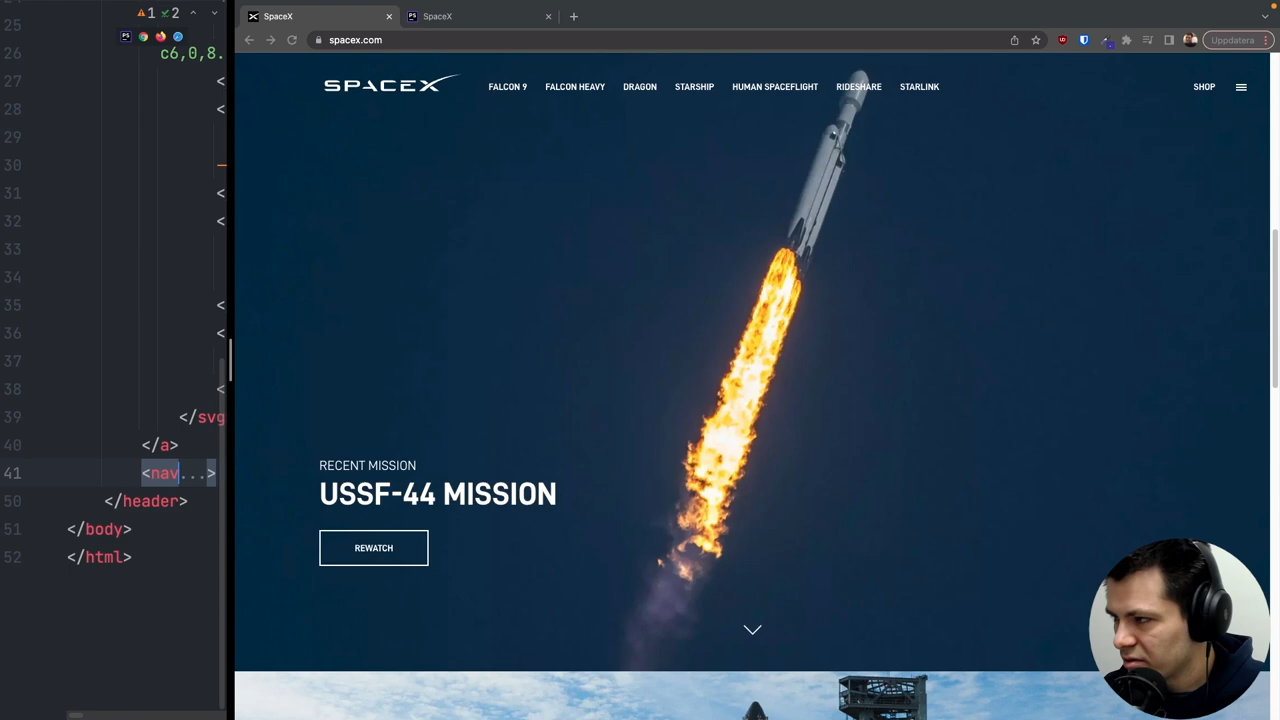 25
1 2
26
c6,0,8.
27
<
28
<
29
30
31
<
32
<
33
34
35
<
36
<
37
38
<
39
</svg
40
</a>
41
<nav...>
50
</header>
51
</body>
52
</html>
SpaceX
SpaceX
spacex.com
Uppdatera
SPACEX
FALCON 9 FALCON HEAVY DRAGON STARSHIP HUMAN SPACEFLIGHT RIDESHARE STARLINK
SHOP
RECENT MISSION
USSF-44 MISSION
REWATCH